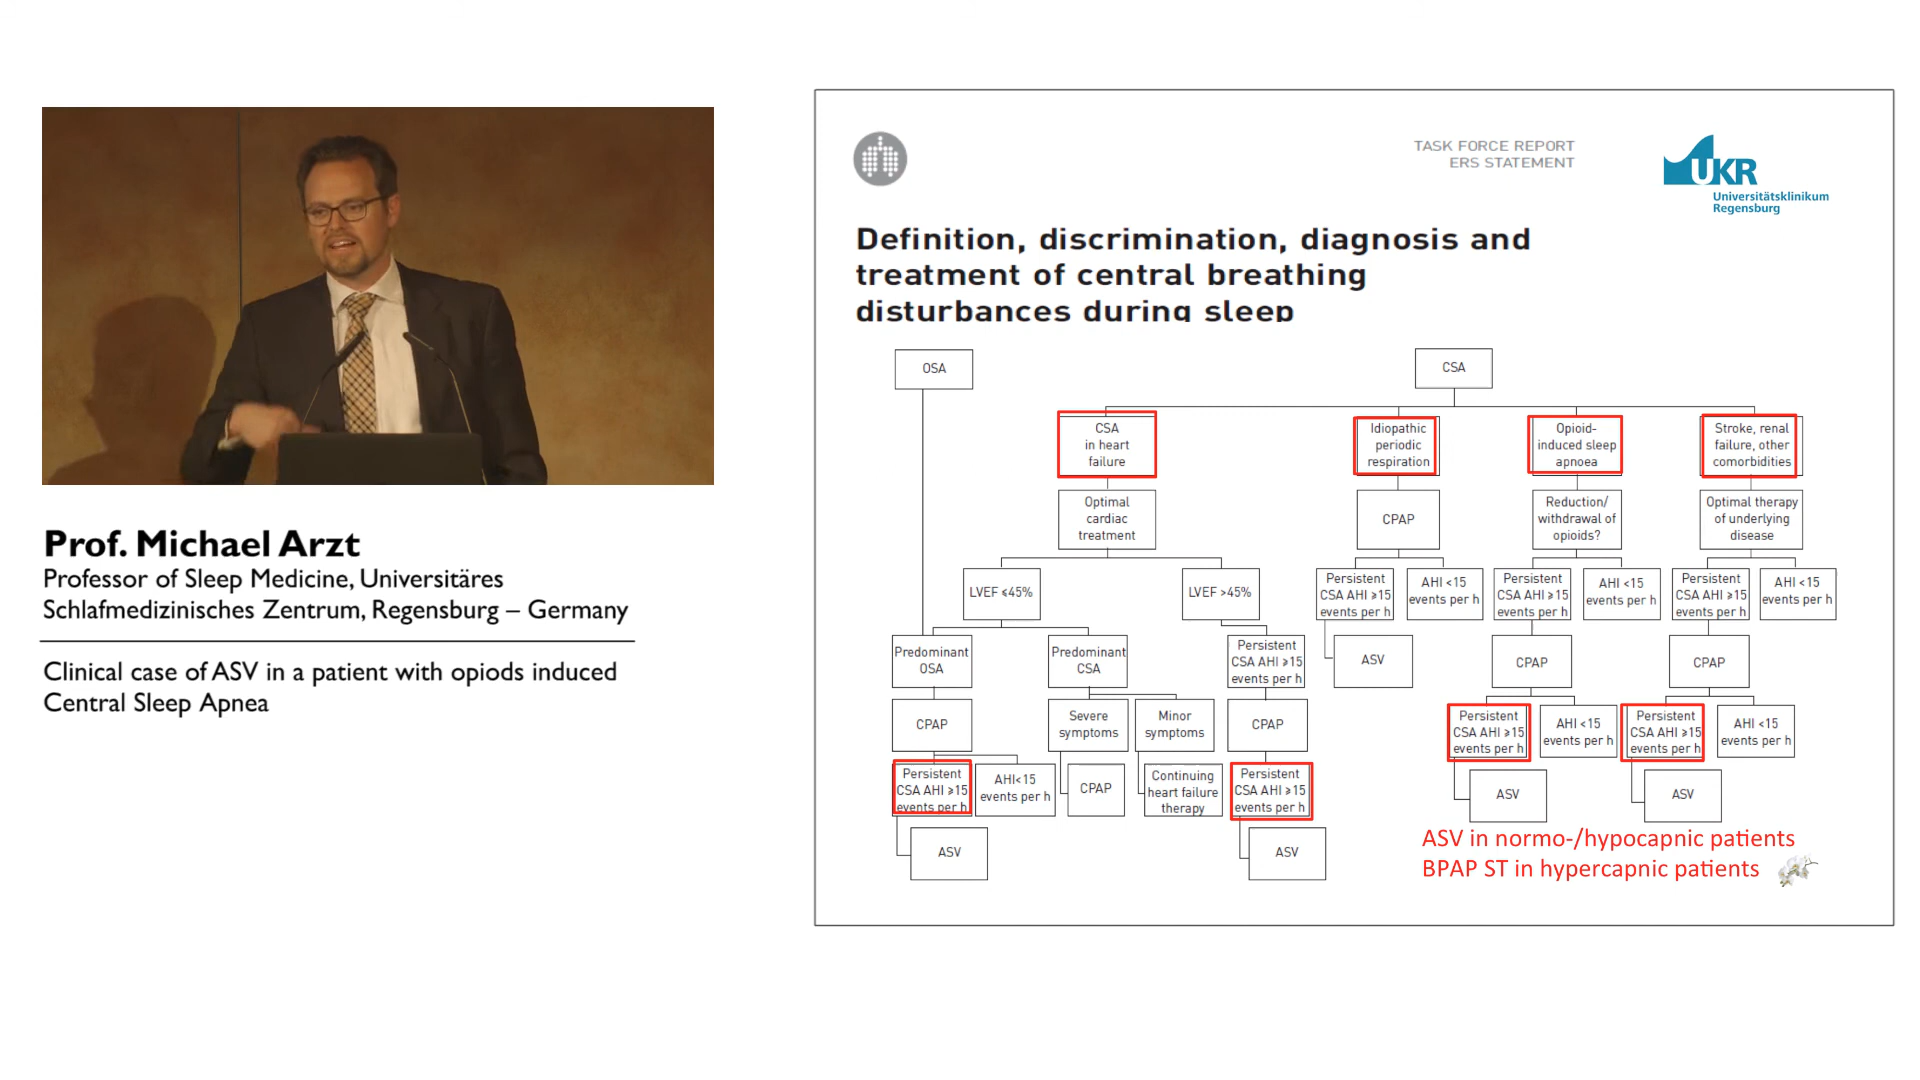 Prof. Michael Arzt
Professor of Sleep Medicine, Universitäres
Schlafmedizinisches Zentrum, Regensburg – Germany
Clinical case of ASV in a patient with opiods induced
Central Sleep Apnea
TASK FORCE REPORT
ERS STATEMENT
UKR
Universitätsklinikum
Regensburg
Definition, discrimination, diagnosis and
treatment of central breathing
disturbances during sleep
OSA
CSA
CSA
in heart
failure
Idiopathic
periodic
respiration
Opioid-
induced sleep
apnoea
Stroke, renal
failure, other
comorbidities
Optimal
cardiac
treatment
CPAP
Reduction/
withdrawal of
opioids?
Optimal therapy
of underlying
disease
LVEF ⩽45%
LVEF >45%
Persistent
CSA AHI ⩾15
events per h
AHI <15
events per h
Persistent
CSA AHI ⩾15
events per h
AHI <15
events per h
Persistent
CSA AHI ⩾15
events per h
AHI <15
events per h
Predominant
OSA
Predominant
CSA
Persistent
CSA AHI ⩾15
events per h
ASV
CPAP
CPAP
CPAP
Severe
symptoms
Minor
symptoms
CPAP
Persistent
CSA AHI ⩾15
events per h
AHI <15
events per h
Persistent
CSA AHI ⩾15
events per h
AHI <15
events per h
Persistent
CSA AHI ⩾15
events per h
AHI<15
events per h
CPAP
Continuing
heart failure
therapy
Persistent
CSA AHI ⩾15
events per h
ASV
ASV
ASV
ASV
ASV in normo-/hypocapnic patients
BPAP ST in hypercapnic patients